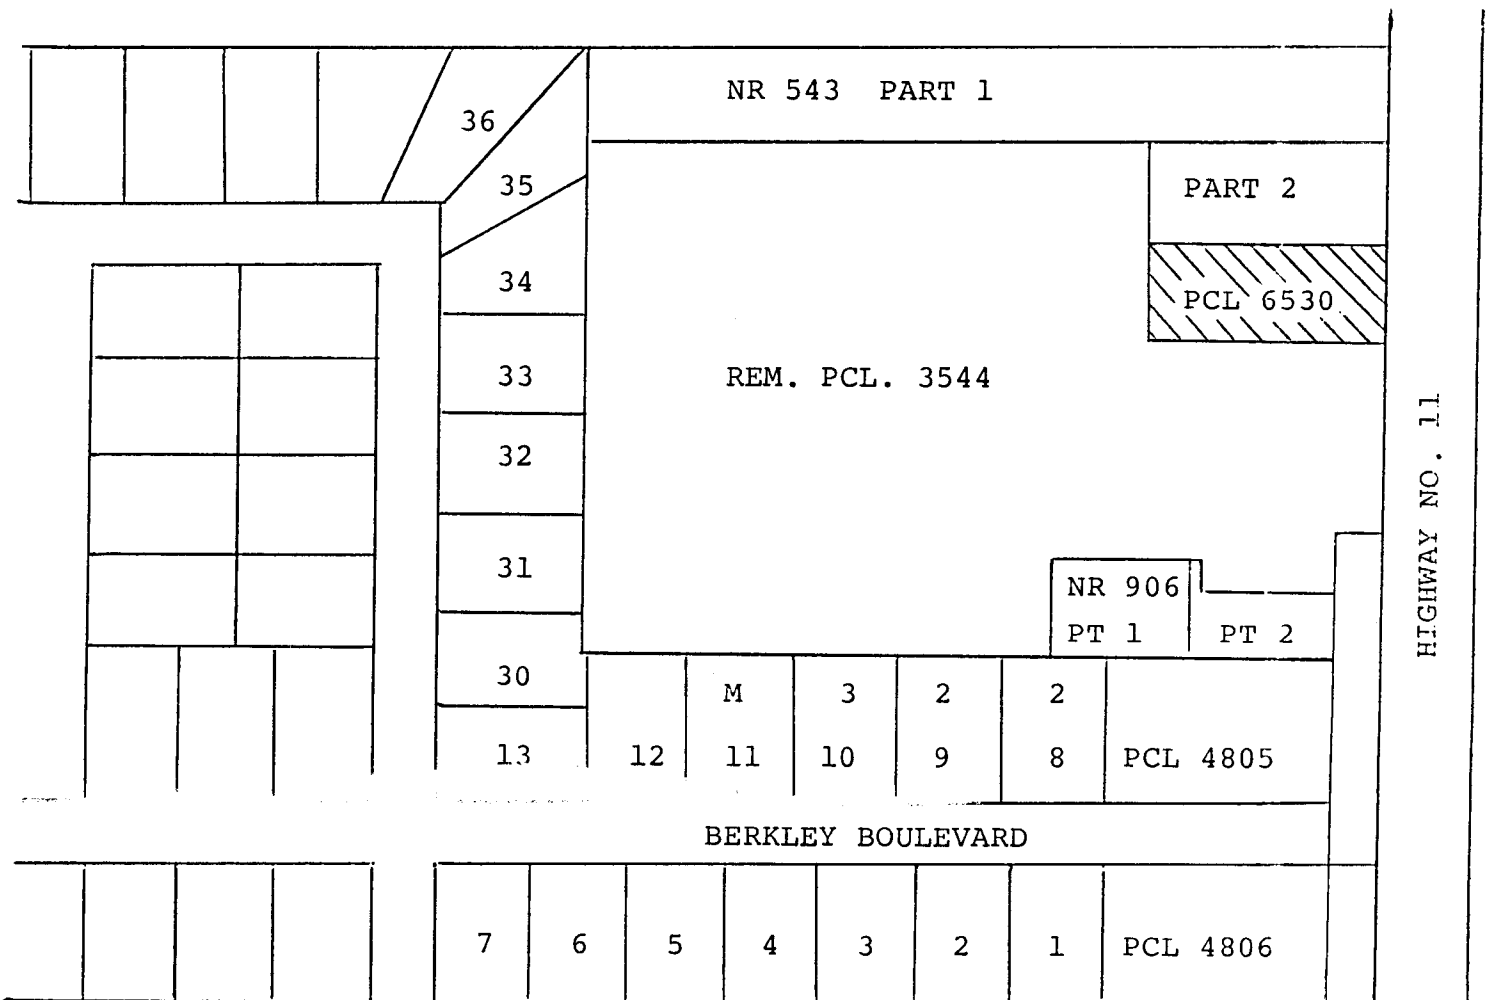 NR 543 PART 1
36
35
PART 2
34
PCL 6530
33
REM. PCL. 3544
32
HIGHWAY NO. 11
31
NR 906
PT 1
PT 2
30
M 3 2 2
13 12 11 10 9 8 PCL 4805
BERKLEY BOULEVARD
7 6 5 4 3 2 1 PCL 4806